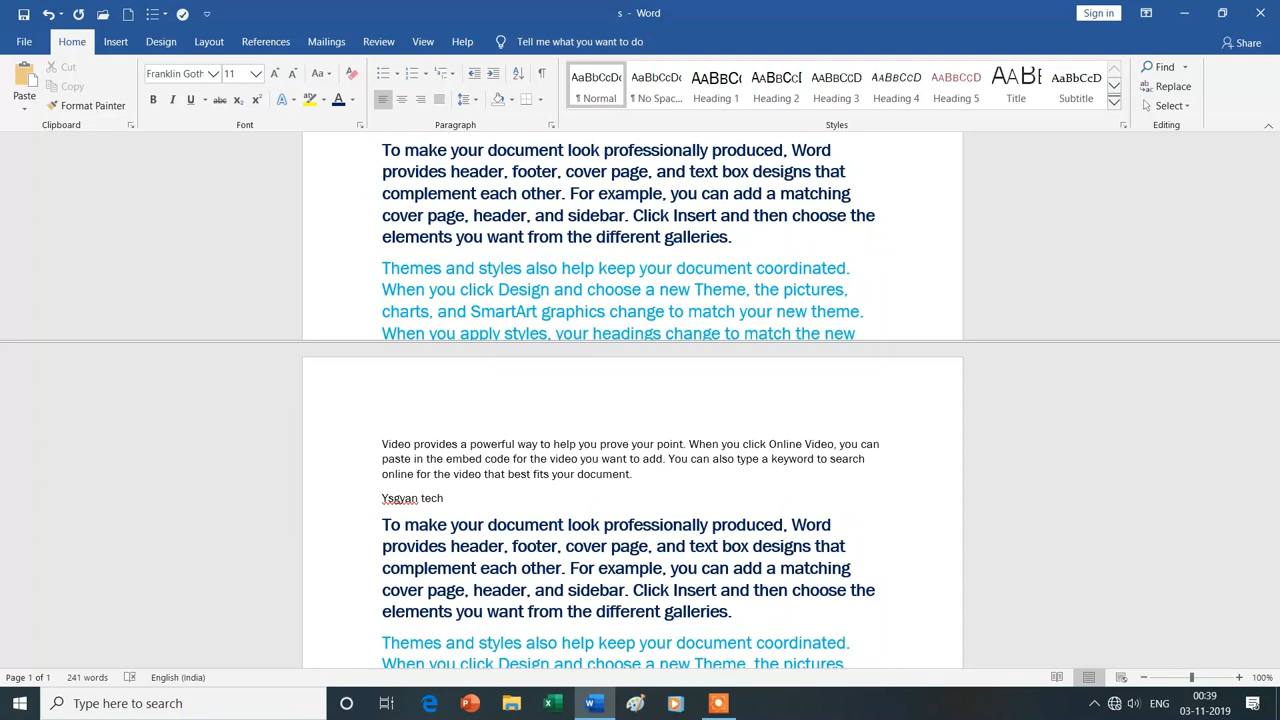 s - Word
Sign in
File Home Insert Design Layout References Mailings Review View Help Tell me what you want to do Share
Paste
Cut
Copy
Format Painter
Clipboard
Franklin Goth 11 Aa
B I U abc x₂ x² A A
Font
Paragraph
AaBbCcDc AaBbCcDc AaBbCc AaBbCcI AaBbCcDd AaBbCcDd AaBbCcD AaBb AaBbCcD
¶ Normal ¶ No Spac... Heading 1 Heading 2 Heading 3 Heading 4 Heading 5 Title Subtitle
Styles
Find
Replace
Select
Editing
To make your document look professionally produced, Word
provides header, footer, cover page, and text box designs that
complement each other. For example, you can add a matching
cover page, header, and sidebar. Click Insert and then choose the
elements you want from the different galleries.
Themes and styles also help keep your document coordinated.
When you click Design and choose a new Theme, the pictures,
charts, and SmartArt graphics change to match your new theme.
When you apply styles, your headings change to match the new
Video provides a powerful way to help you prove your point. When you click Online Video, you can
paste in the embed code for the video you want to add. You can also type a keyword to search
online for the video that best fits your document.
Ysgyan tech
To make your document look professionally produced, Word
provides header, footer, cover page, and text box designs that
complement each other. For example, you can add a matching
cover page, header, and sidebar. Click Insert and then choose the
elements you want from the different galleries.
Themes and styles also help keep your document coordinated.
When you click Design and choose a new Theme, the pictures
Page 1 of 1 241 words English (India) 100%
Type here to search
ENG
00:39
03-11-2019